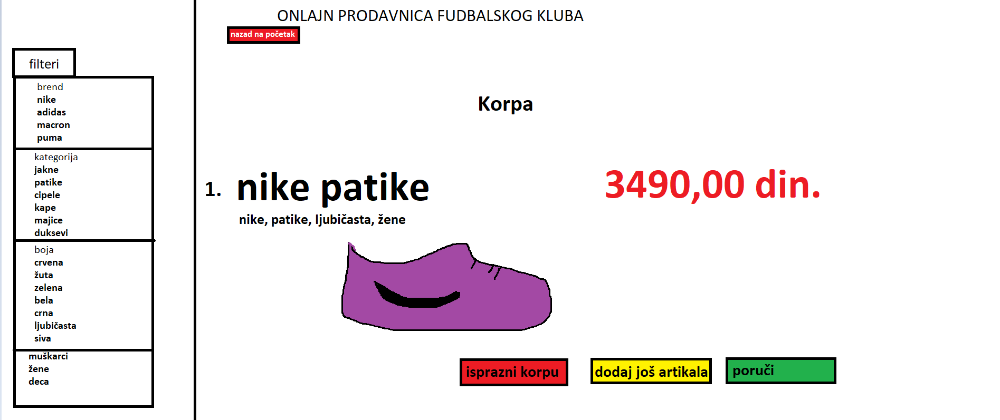 ONLAJN PRODAVNICA FUDBALSKOG KLUBA
nazad na početak
filteri
brend
nike
adidas
macron
puma
kategorija
jakne
patike
cipele
kape
majice
duksevi
boja
crvena
žuta
zelena
bela
crna
ljubičasta
siva
muškarci
žene
deca
Korpa
1. nike patike 3490,00 din.
nike, patike, ljubičasta, žene
isprazni korpu
dodaj još artikala
poruči